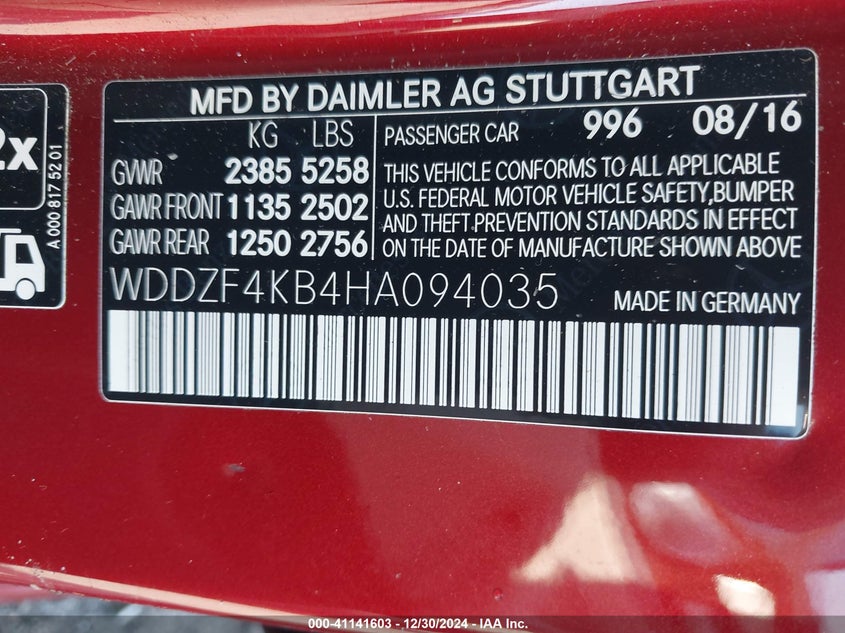 MFD BY DAIMLER AG STUTTGART
KG LBS
GVWR 2385 5258
GAWR FRONT 1135 2502
GAWR REAR 1250 2756
PASSENGER CAR 996 08/16
THIS VEHICLE CONFORMS TO ALL APPLICABLE
U.S. FEDERAL MOTOR VEHICLE SAFETY,BUMPER
AND THEFT PREVENTION STANDARDS IN EFFECT
ON THE DATE OF MANUFACTURE SHOWN ABOVE
WDDZF4KB4HA094035 MADE IN GERMANY
2x
A 000 817 52 01
000-41141603 - 12/30/2024 - IAA Inc.